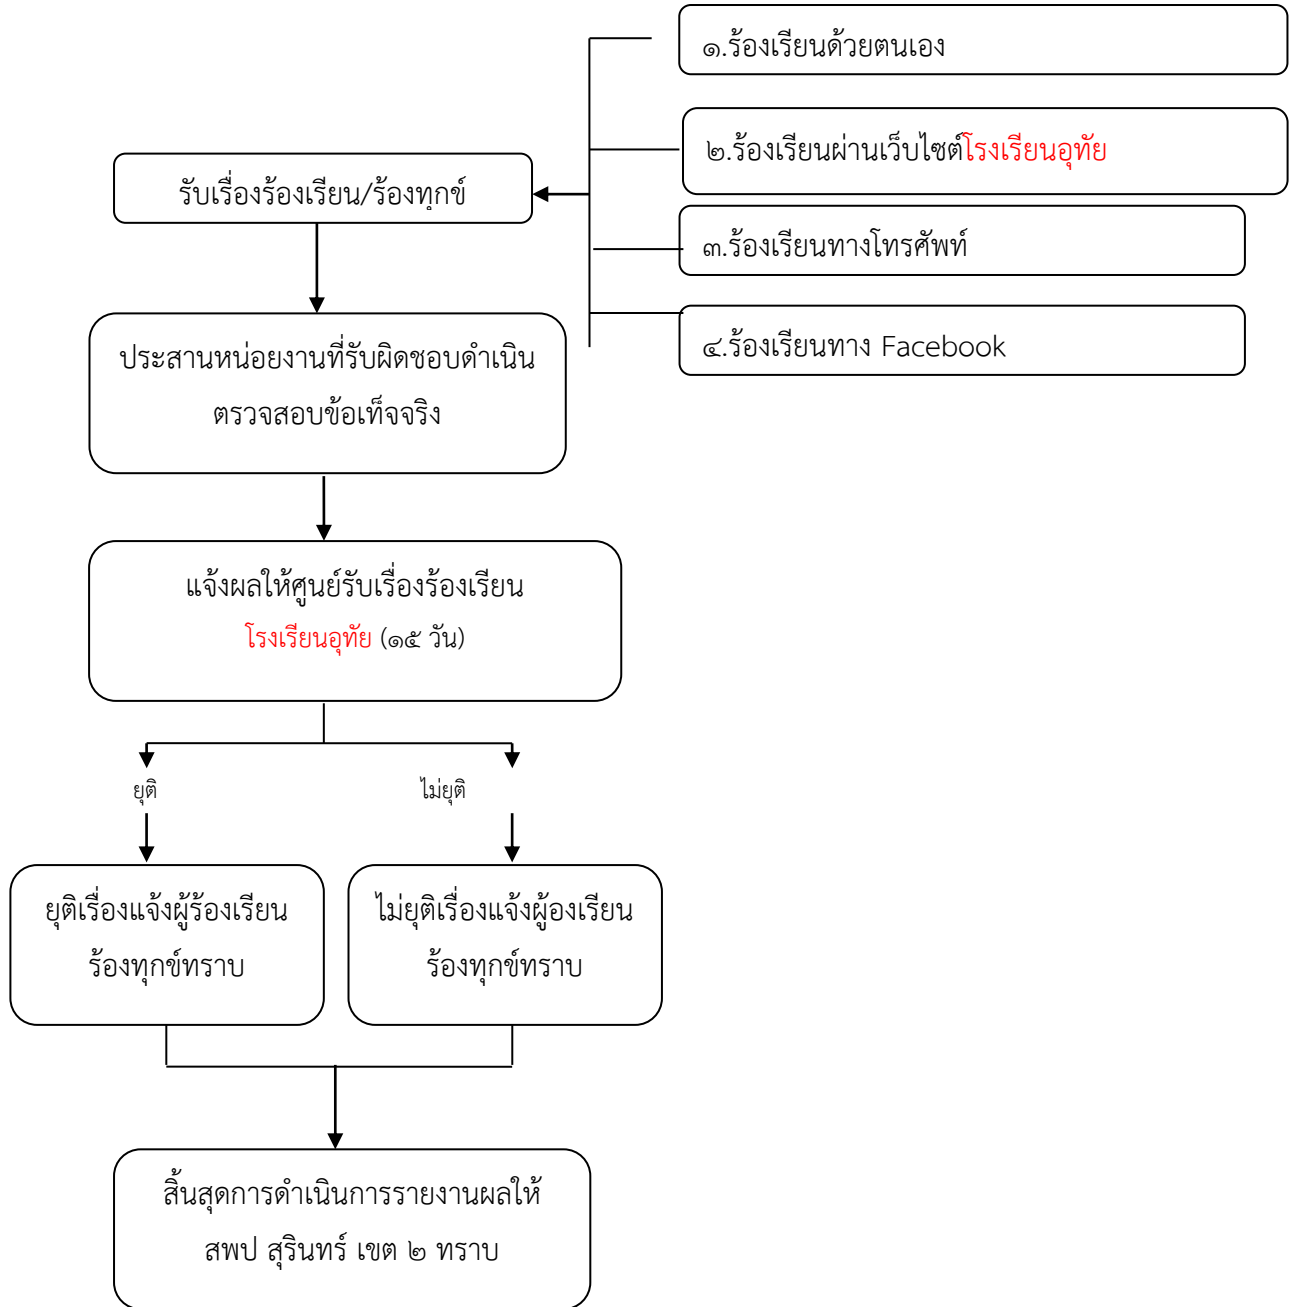 ๑.ร้องเรียนด้วยตนเอง
๒.ร้องเรียนผ่านเว็บไซต์โรงเรียนอุทัย
รับเรื่องร้องเรียน/ร้องทุกข์
๓.ร้องเรียนทางโทรศัพท์
๔.ร้องเรียนทาง Facebook
ประสานหน่อยงานที่รับผิดชอบดำเนิน
ตรวจสอบข้อเท็จจริง
แจ้งผลให้ศูนย์รับเรื่องร้องเรียน
โรงเรียนอุทัย (๑๕ วัน)
ยุติ
ไม่ยุติ
ยุติเรื่องแจ้งผู้ร้องเรียน
ร้องทุกข์ทราบ
ไม่ยุติเรื่องแจ้งผู้องเรียน
ร้องทุกข์ทราบ
สิ้นสุดการดำเนินการรายงานผลให้
สพป สุรินทร์ เขต ๒ ทราบ